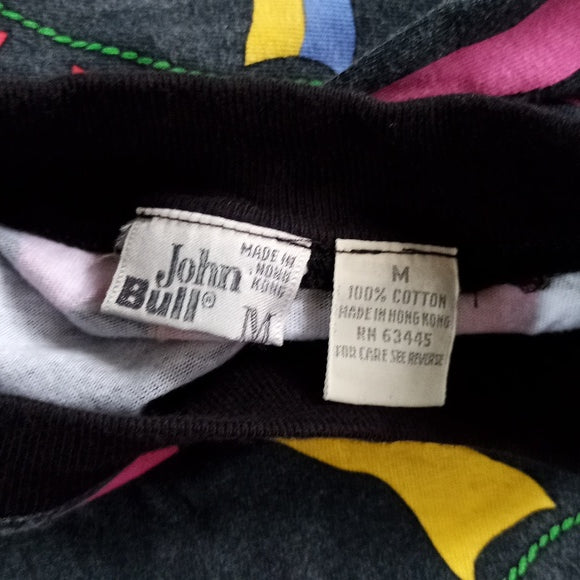 John
Bull®
MADE IN
HONG
KONG
M
M
100% COTTON
MADE IN HONG KONG
RN 63445
FOR CARE SEE REVERSE